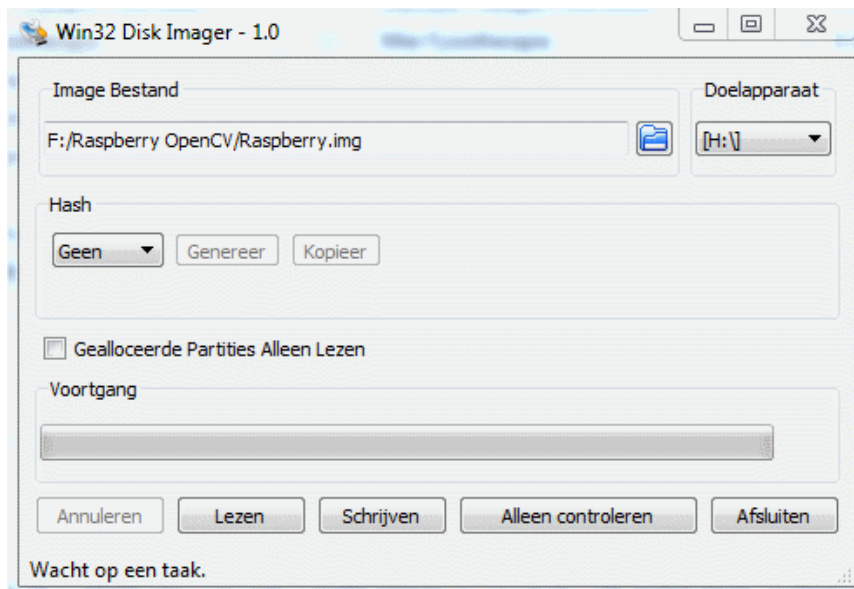 Win32 Disk Imager - 1.0
Image Bestand
Doelapparaat
F:/Raspberry OpenCV/Raspberry.img
[H:\]
Hash
Geen
Genereer
Kopieer
Gealloceerde Partities Alleen Lezen
Voortgang
Annuleren
Lezen
Schrijven
Alleen controleren
Afsluiten
Wacht op een taak.